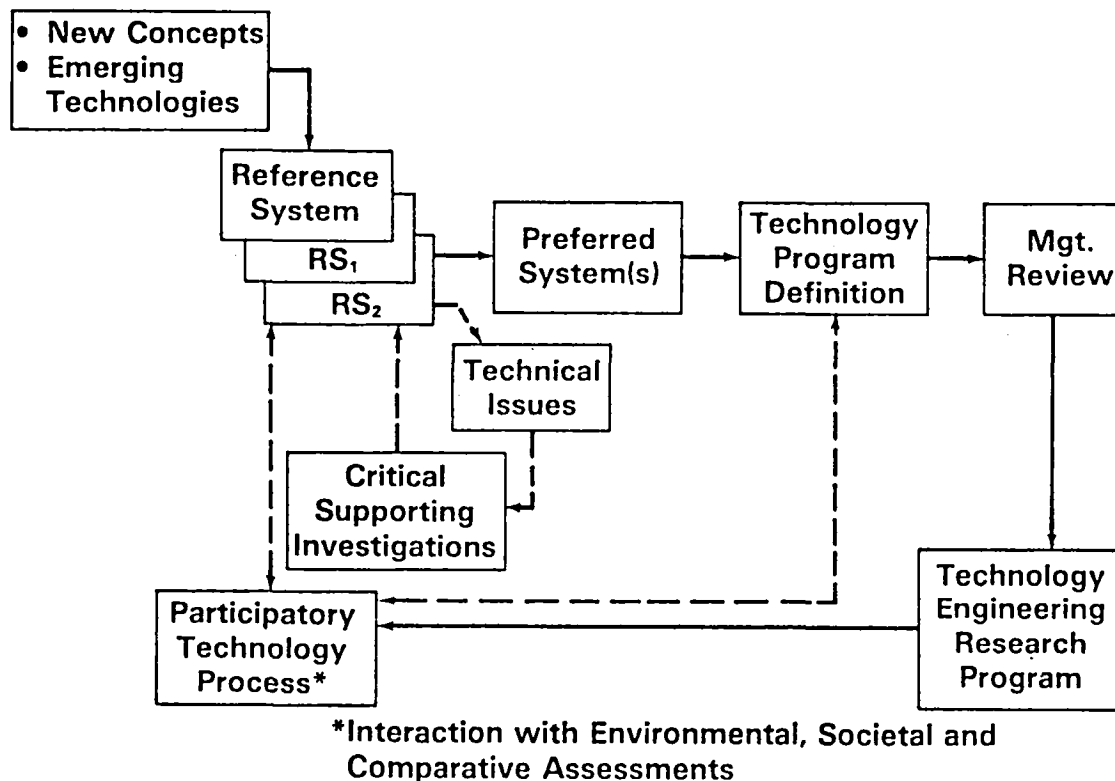 • New Concepts
• Emerging
Technologies
Reference
System
RS₁
RS₂
Preferred
System(s)
Technology
Program
Definition
Mgt.
Review
Technical
Issues
Critical
Supporting
Investigations
Participatory
Technology
Process*
Technology
Engineering
Research
Program
*Interaction with Environmental, Societal and
Comparative Assessments